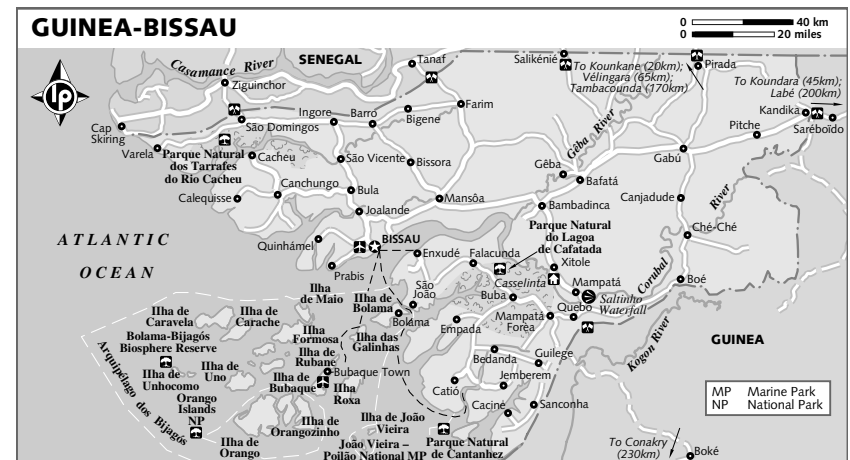 GUINEA-BISSAU
0 40 km
0 20 miles
SENEGAL
Casamance River
Ziguinchor
Tanaf
Salikénié
To Kounkane (20km);
Vélingara (65km);
Tambacounda (170km)
Pirada
To Koundara (45km);
Labé (200km)
Kandika
Saréboïdo
Pitche
lp
Cap
Skiring
Varela
São Domingos
Ingore
Barro
Bigene
Farim
Parque Natural
dos Tarrafes
do Rio Cacheu
Cacheu
São Vicente
Bissora
Gêba River
Gêba
Bafatá
Gabú
Calequisse
Canchungo
Bula
Mansôa
Joalande
Bambadinca
Canjadude
River
Corubal
Ché-Ché
Boé
ATLANTIC
OCEAN
Quinhámel
BISSAU
Prabis
Enxudé
Falacunda
Parque Natural
do Lagoa
de Cafatada
Xitole
Casselinta
Mampatá
Saltinho
Waterfall
Quebo
Buba
Mampatá
Forèa
São
João
Ilha
de Maio
Ilha de
Bolama
Bolama
Empada
Ilha de
Caravela
Ilha de
Carache
Ilha
Formosa
Ilha das
Galinhas
Bolama-Bijagós
Biosphere Reserve
Ilha de
Rubane
Bubaque Town
Ilha de
Unhocomo
Ilha de
Uno
Ilha de
Bubaque
Ilha
Roxa
Arquipélago dos Bijagós
Orango
Islands
NP
Ilha de
Orango
Ilha de
Orangozinho
Ilha de João
Vieira
João Vieira –
Poilão National MP
Bedanda
Guilege
Jemberem
Catió
Caciné
Sanconha
Parque Natural
de Cantanhez
Kogon River
GUINEA
MP Marine Park
NP National Park
To Conakry
(230km)
Boké